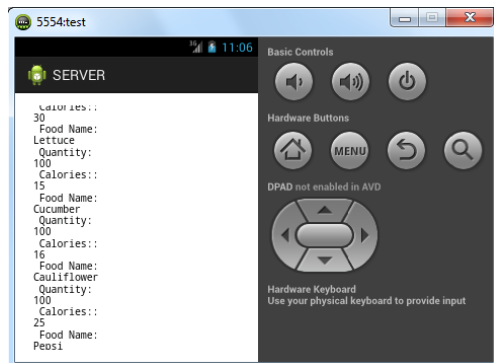 5554:test
3G 11:06
SERVER
Calories::
30
Food Name:
Lettuce
Quantity:
100
Calories::
15
Food Name:
Cucumber
Quantity:
100
Calories::
16
Food Name:
Cauliflower
Quantity:
100
Calories::
25
Food Name:
Pepsi
Basic Controls
Hardware Buttons
MENU
DPAD not enabled in AVD
Hardware Keyboard
Use your physical keyboard to provide input